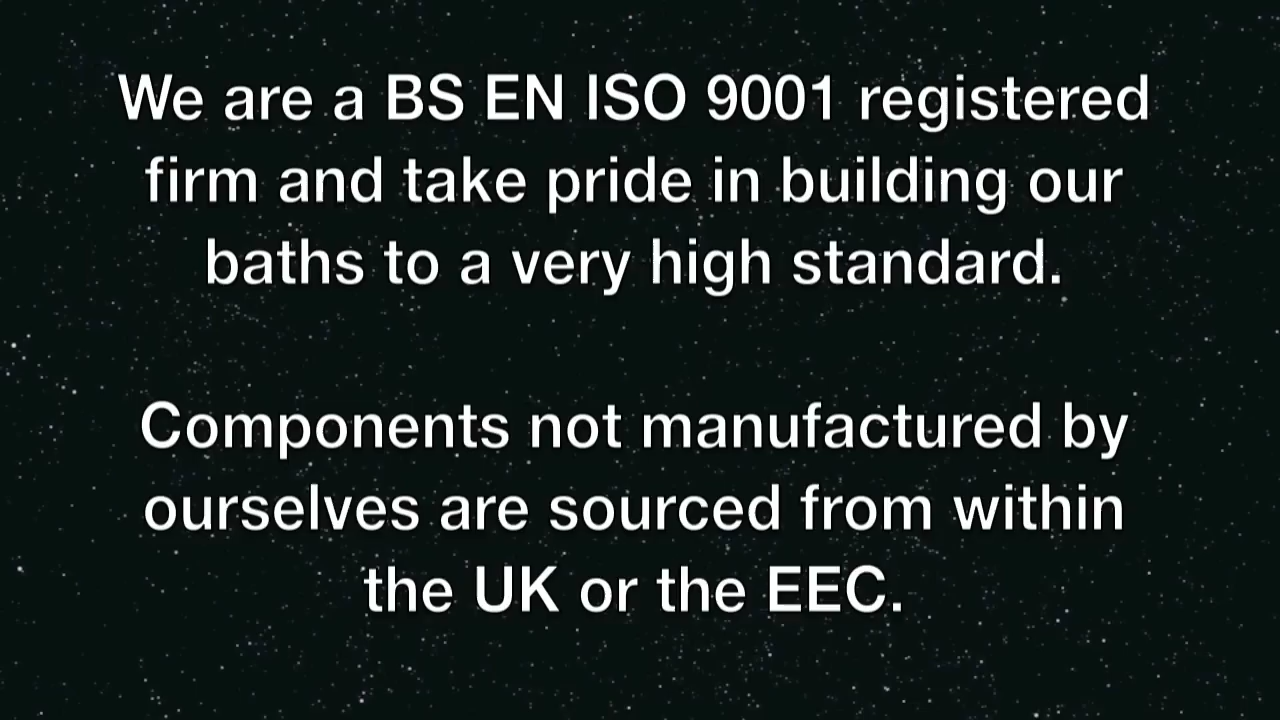 We are a BS EN ISO 9001 registered
firm and take pride in building our
baths to a very high standard.
Components not manufactured by
ourselves are sourced from within
the UK or the EEC.